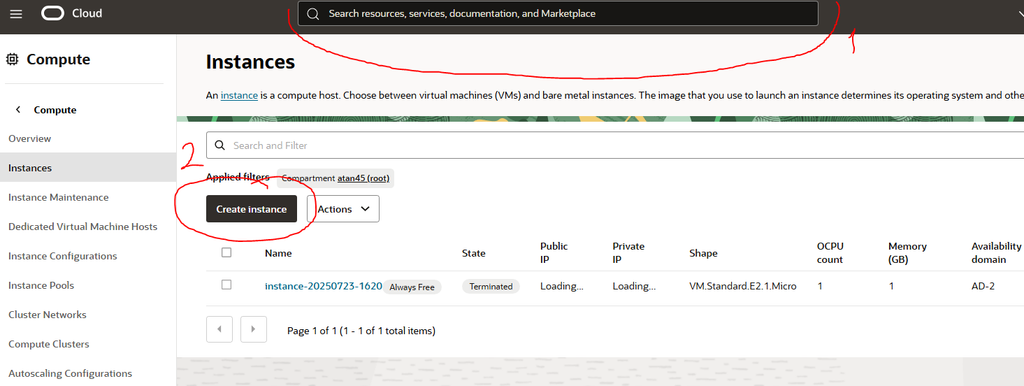 Cloud
Search resources, services, documentation, and Marketplace
1
Compute
Instances
An instance is a compute host. Choose between virtual machines (VMs) and bare metal instances. The image that you use to launch an instance determines its operating system and othe
Compute
Overview
Search and Filter
2
Instances
Applied filters Compartment atan45 (root)
Instance Maintenance
Create instance Actions
Dedicated Virtual Machine Hosts
Instance Configurations
Name State Public IP Private IP Shape OCPU count Memory (GB) Availability domain
Instance Pools
instance-20250723-1620 Always Free Terminated Loading... Loading... VM.Standard.E2.1.Micro 1 1 AD-2
Cluster Networks
Page 1 of 1 (1 - 1 of 1 total items)
Compute Clusters
Autoscaling Configurations